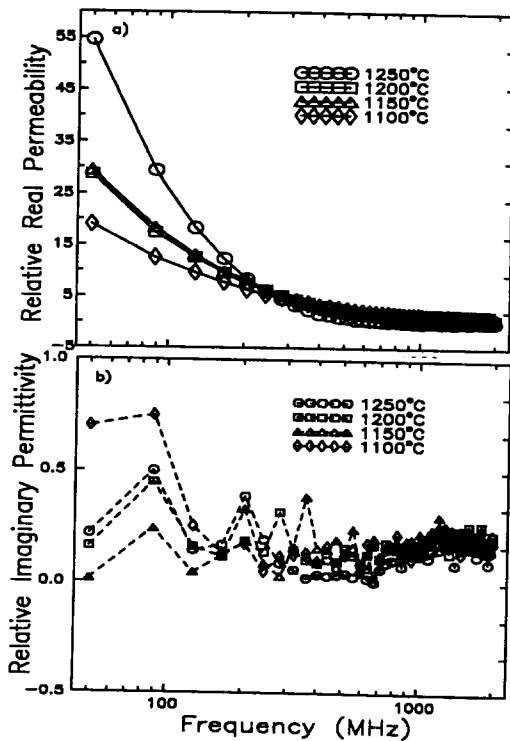 55
a)
45
35
25
15
5
-5
Relative Real Permeability
1250°C
1200°C
1150°C
1100°C
1.0
b)
0.5
0.0
-0.5
Relative Imaginary Permittivity
1250°C
1200°C
1150°C
1100°C
100
1000
Frequency (MHz)